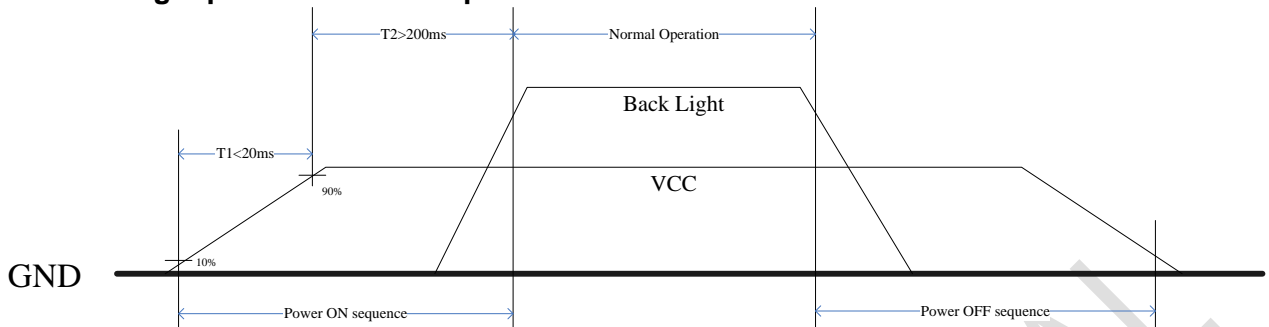 T2>200ms
Normal Operation
Back Light
T1<20ms
VCC
90%
10%
GND
Power ON sequence
Power OFF sequence